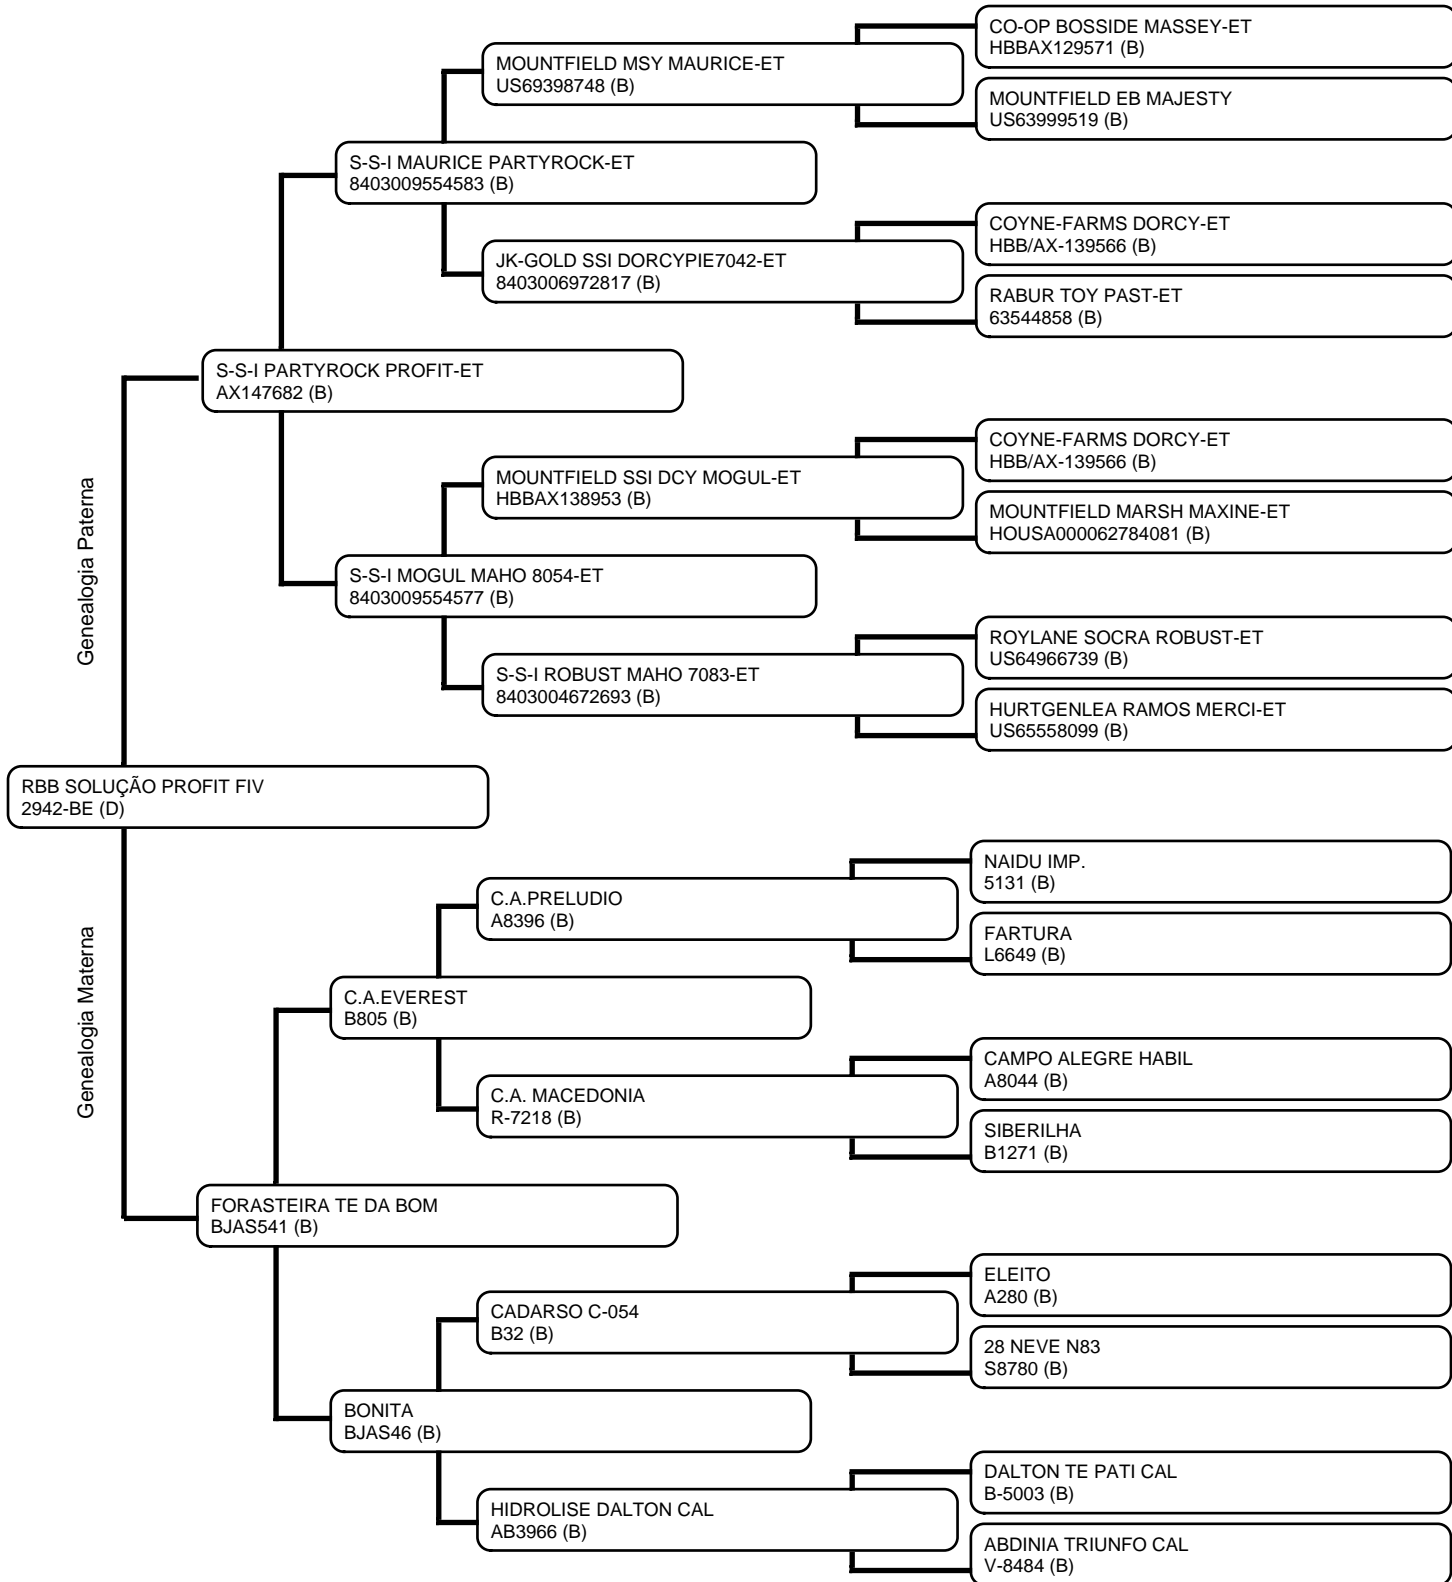 CO-OP BOSSIDE MASSEY-ET
HBBAX129571 (B)
MOUNTFIELD MSY MAURICE-ET
US69398748 (B)
MOUNTFIELD EB MAJESTY
US63999519 (B)
S-S-I MAURICE PARTYROCK-ET
8403009554583 (B)
COYNE-FARMS DORCY-ET
HBB/AX-139566 (B)
JK-GOLD SSI DORCYPIE7042-ET
8403006972817 (B)
RABUR TOY PAST-ET
63544858 (B)
S-S-I PARTYROCK PROFIT-ET
AX147682 (B)
COYNE-FARMS DORCY-ET
HBB/AX-139566 (B)
MOUNTFIELD SSI DCY MOGUL-ET
HBBAX138953 (B)
MOUNTFIELD MARSH MAXINE-ET
HOUSA000062784081 (B)
Genealogia Paterna
S-S-I MOGUL MAHO 8054-ET
8403009554577 (B)
ROYLANE SOCRA ROBUST-ET
US64966739 (B)
S-S-I ROBUST MAHO 7083-ET
8403004672693 (B)
HURTGENLEA RAMOS MERCI-ET
US65558099 (B)
RBB SOLUÇÃO PROFIT FIV
2942-BE (D)
NAIDU IMP.
5131 (B)
C.A.PRELUDIO
A8396 (B)
FARTURA
L6649 (B)
C.A.EVEREST
B805 (B)
Genealogia Materna
CAMPO ALEGRE HABIL
A8044 (B)
C.A. MACEDONIA
R-7218 (B)
SIBERILHA
B1271 (B)
FORASTEIRA TE DA BOM
BJAS541 (B)
ELEITO
A280 (B)
CADARSO C-054
B32 (B)
28 NEVE N83
S8780 (B)
BONITA
BJAS46 (B)
DALTON TE PATI CAL
B-5003 (B)
HIDROLISE DALTON CAL
AB3966 (B)
ABDINIA TRIUNFO CAL
V-8484 (B)